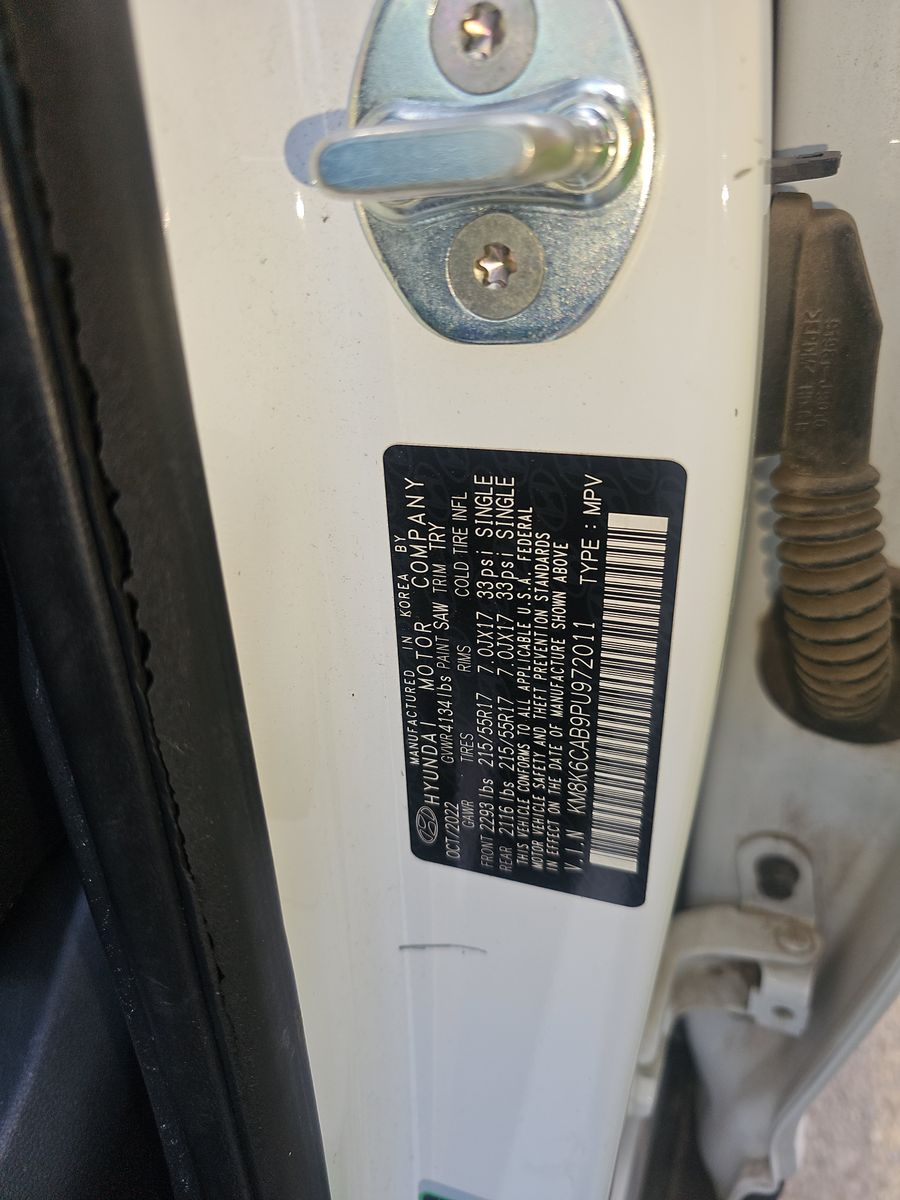 MANUFACTURED IN KOREA BY
HYUNDAI MOTOR COMPANY
OCT/2022 GVWR 4134 lbs PAINT SAW TRIM TRY
GAWR TIRES RIMS COLD TIRE INFL
FRONT 2293 lbs 215/55R17 7.0JX17 33psi SINGLE
REAR 2116 lbs 215/55R17 7.0JX17 33psi SINGLE
THIS VEHICLE CONFORMS TO ALL APPLICABLE U.S.A. FEDERAL
MOTOR VEHICLE SAFETY AND THEFT PREVENTION STANDARDS
IN EFFECT ON THE DATE OF MANUFACTURE SHOWN ABOVE
V.I.N KM8K6CAB9PU972011 TYPE : MPV